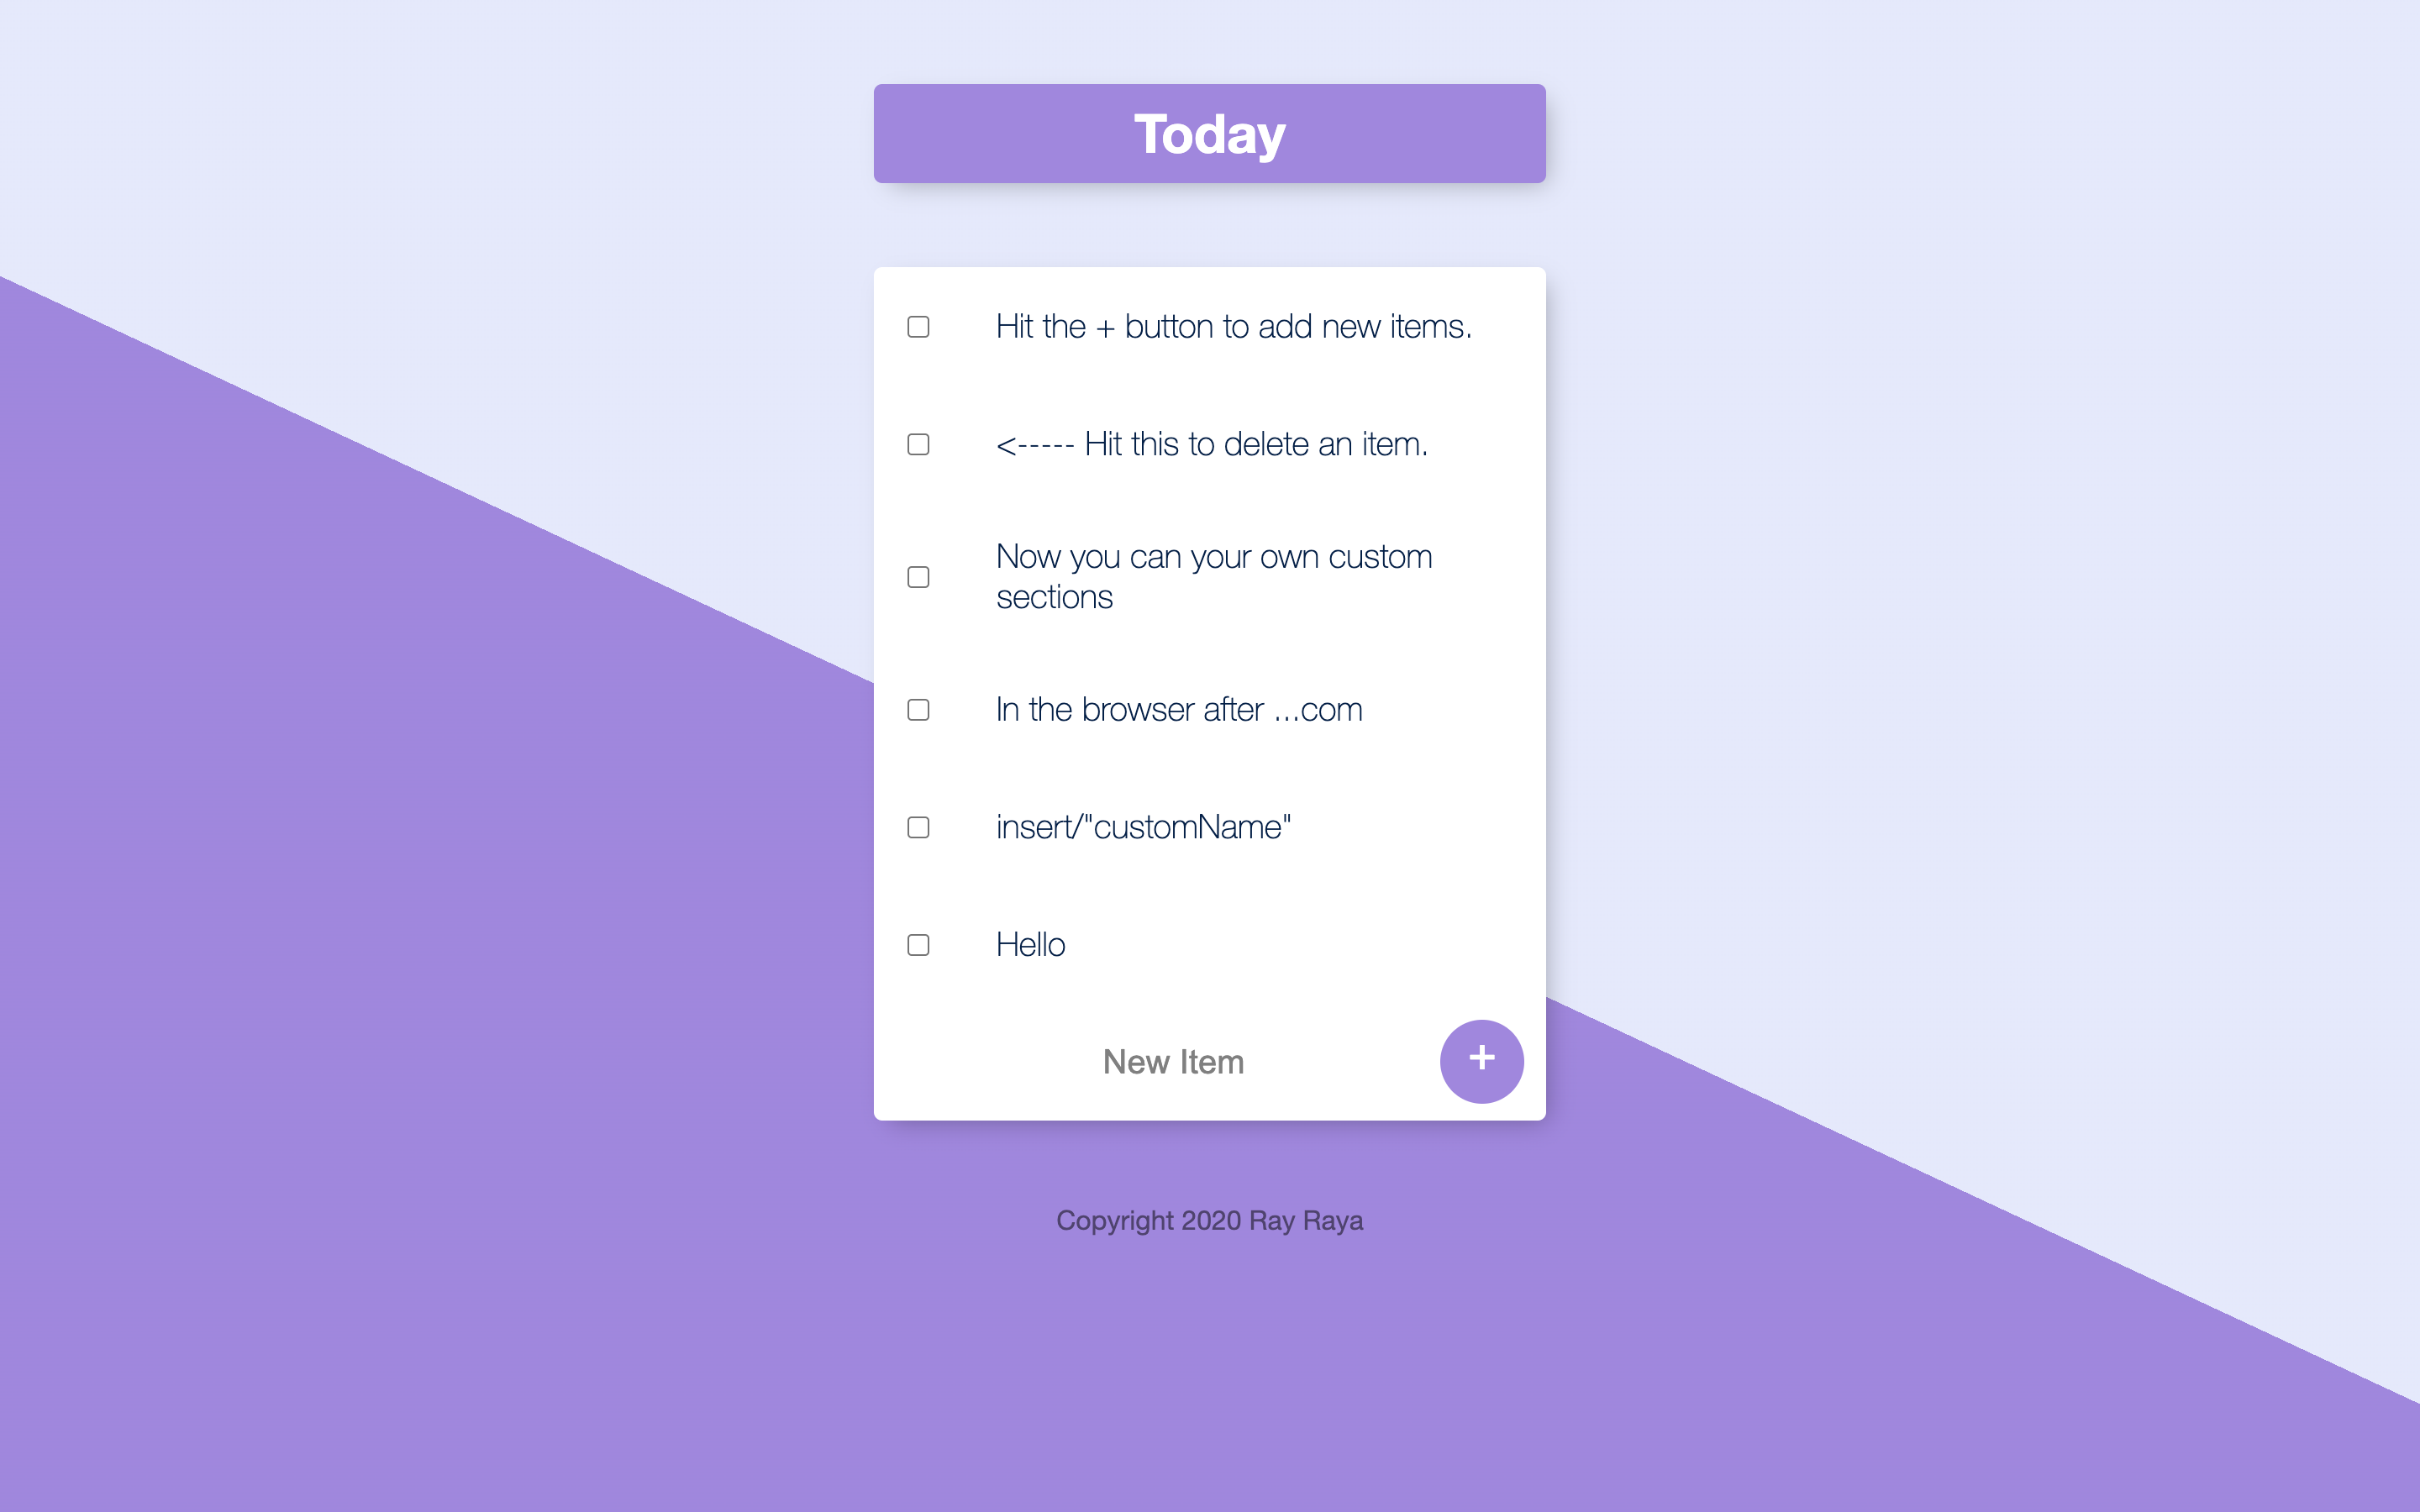 Today
Hit the + button to add new items.
<----- Hit this to delete an item.
Now you can your own custom
sections
In the browser after ...com
insert/"customName"
Hello
New Item
+
Copyright 2020 Ray Raya